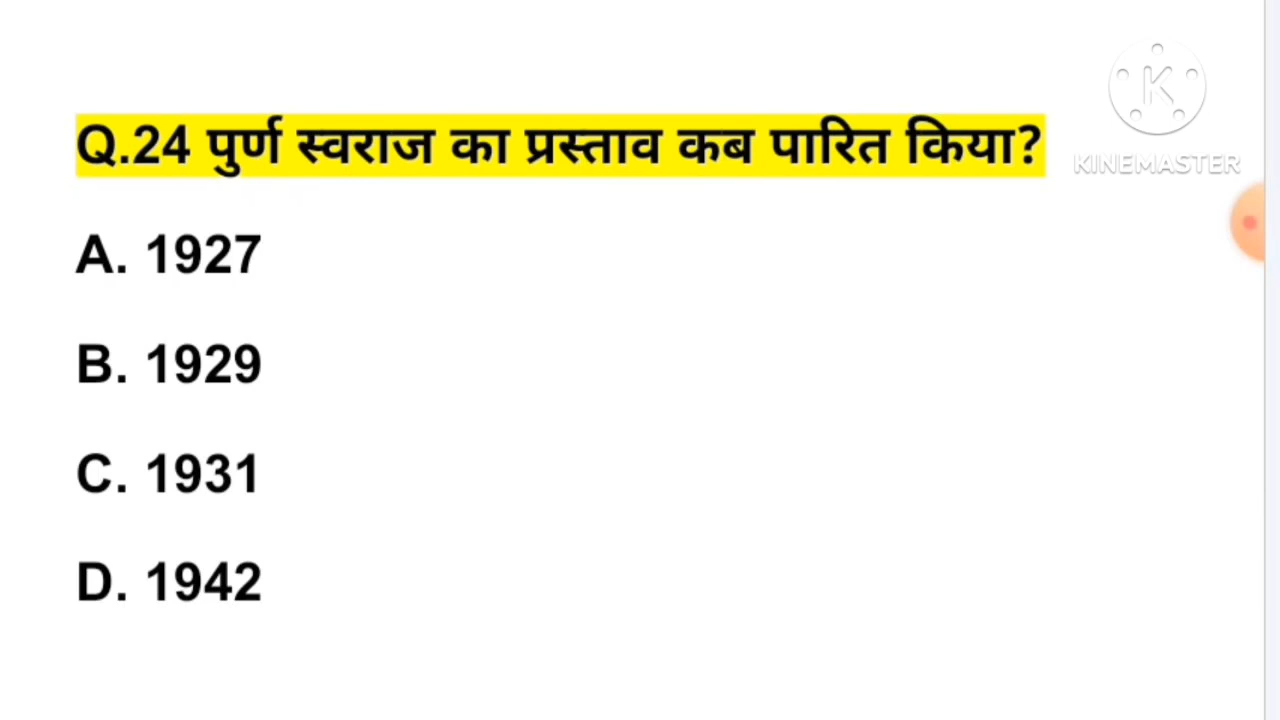 Q.24 पुर्ण स्वराज का प्रस्ताव कब पारित किया?
K
KINEMASTER
A. 1927
B. 1929
C. 1931
D. 1942